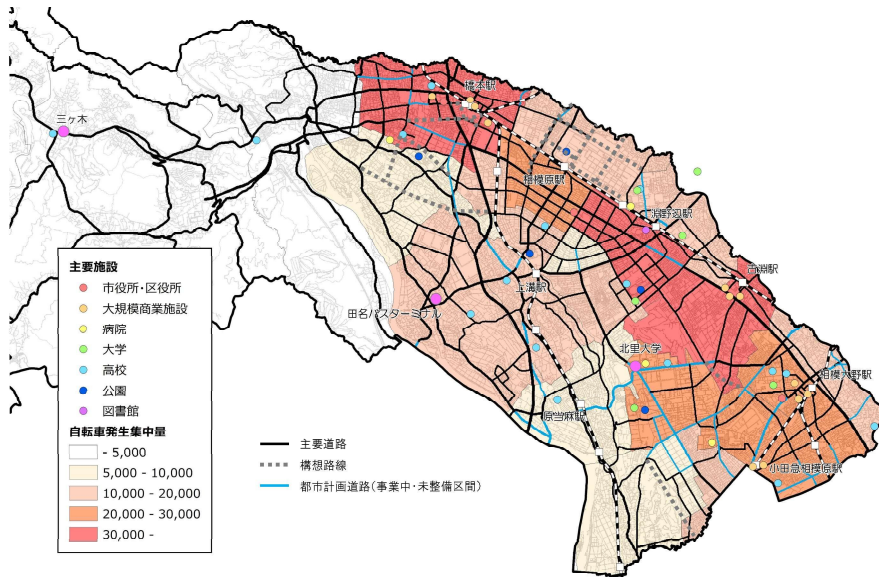 橋本駅
三ヶ木
相模原駅
淵野辺駅
古淵駅
上溝駅
田名バスターミナル
北里大学
相模大野駅
原当麻駅
小田急相模原駅
主要施設
市役所・区役所
大規模商業施設
病院
大学
高校
公園
図書館
自転車発生集中量
- 5,000
5,000 - 10,000
10,000 - 20,000
20,000 - 30,000
30,000 -
主要道路
構想路線
都市計画道路(事業中・未整備区間)